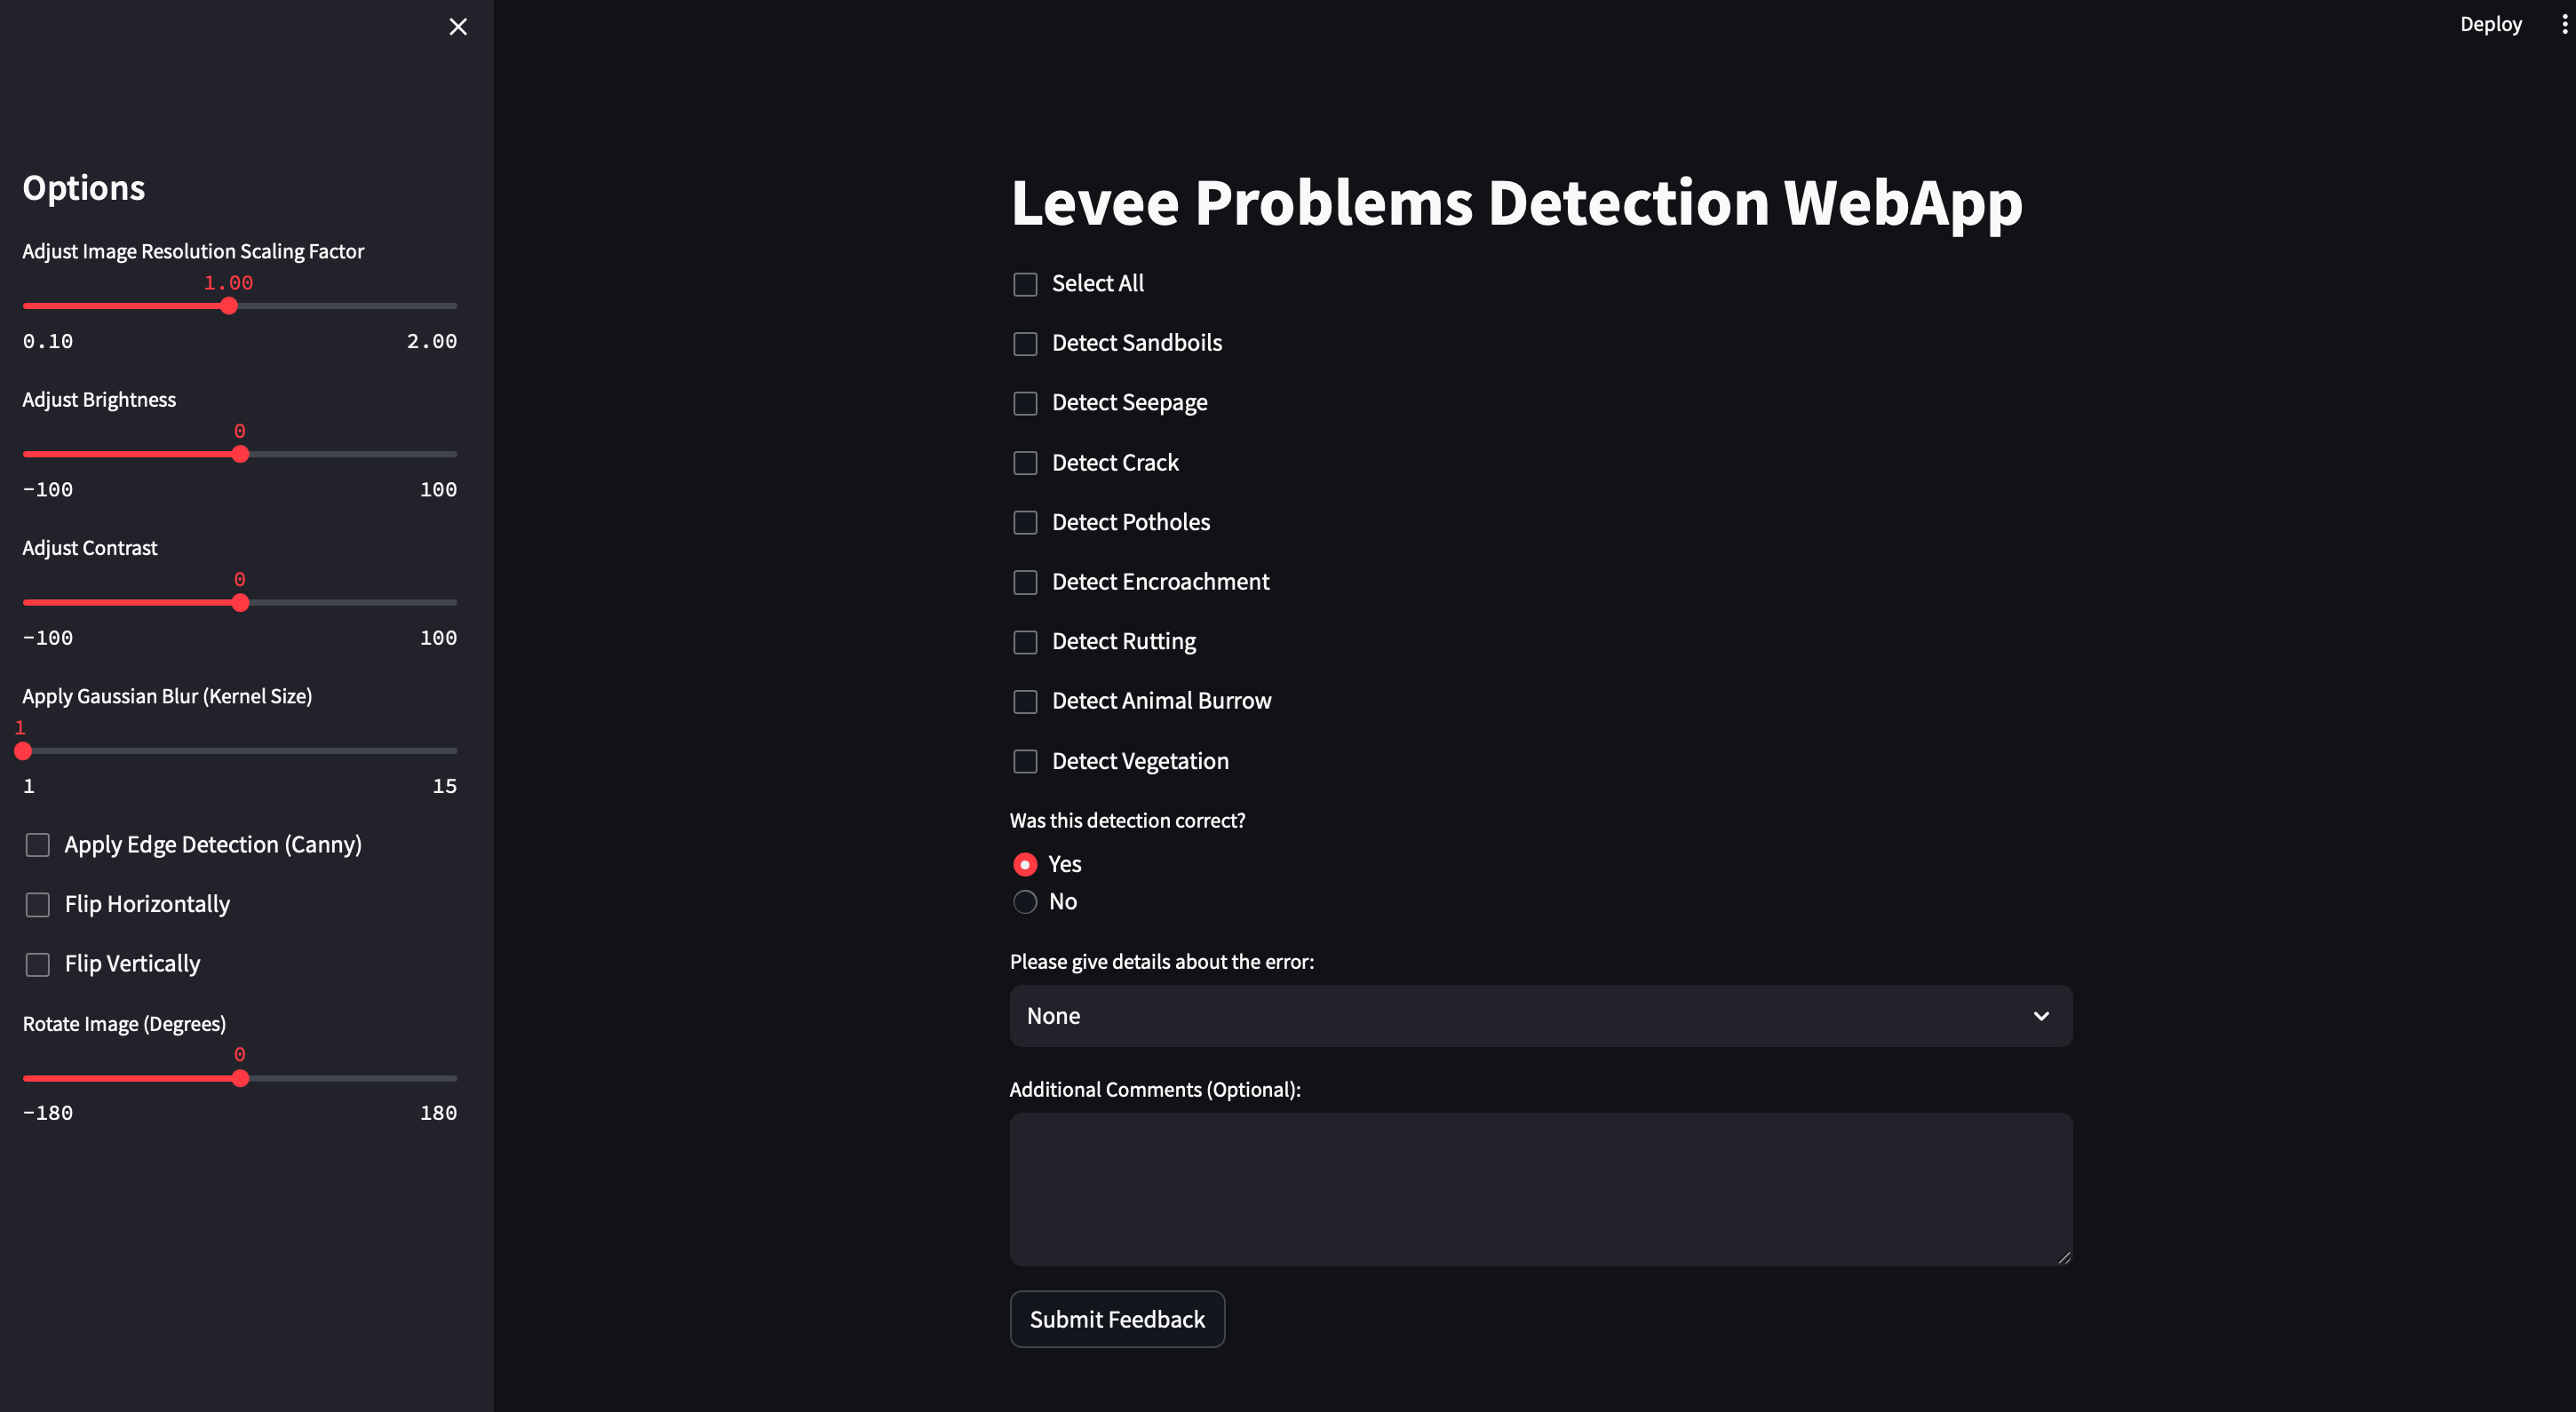 Deploy
Options
Adjust Image Resolution Scaling Factor
1.00
0.10 2.00
Adjust Brightness
0
-100 100
Adjust Contrast
0
-100 100
Apply Gaussian Blur (Kernel Size)
1
1 15
Apply Edge Detection (Canny)
Flip Horizontally
Flip Vertically
Rotate Image (Degrees)
0
-180 180
Levee Problems Detection WebApp
Select All
Detect Sandboils
Detect Seepage
Detect Crack
Detect Potholes
Detect Encroachment
Detect Rutting
Detect Animal Burrow
Detect Vegetation
Was this detection correct?
Yes
No
Please give details about the error:
None
Additional Comments (Optional):
Submit Feedback